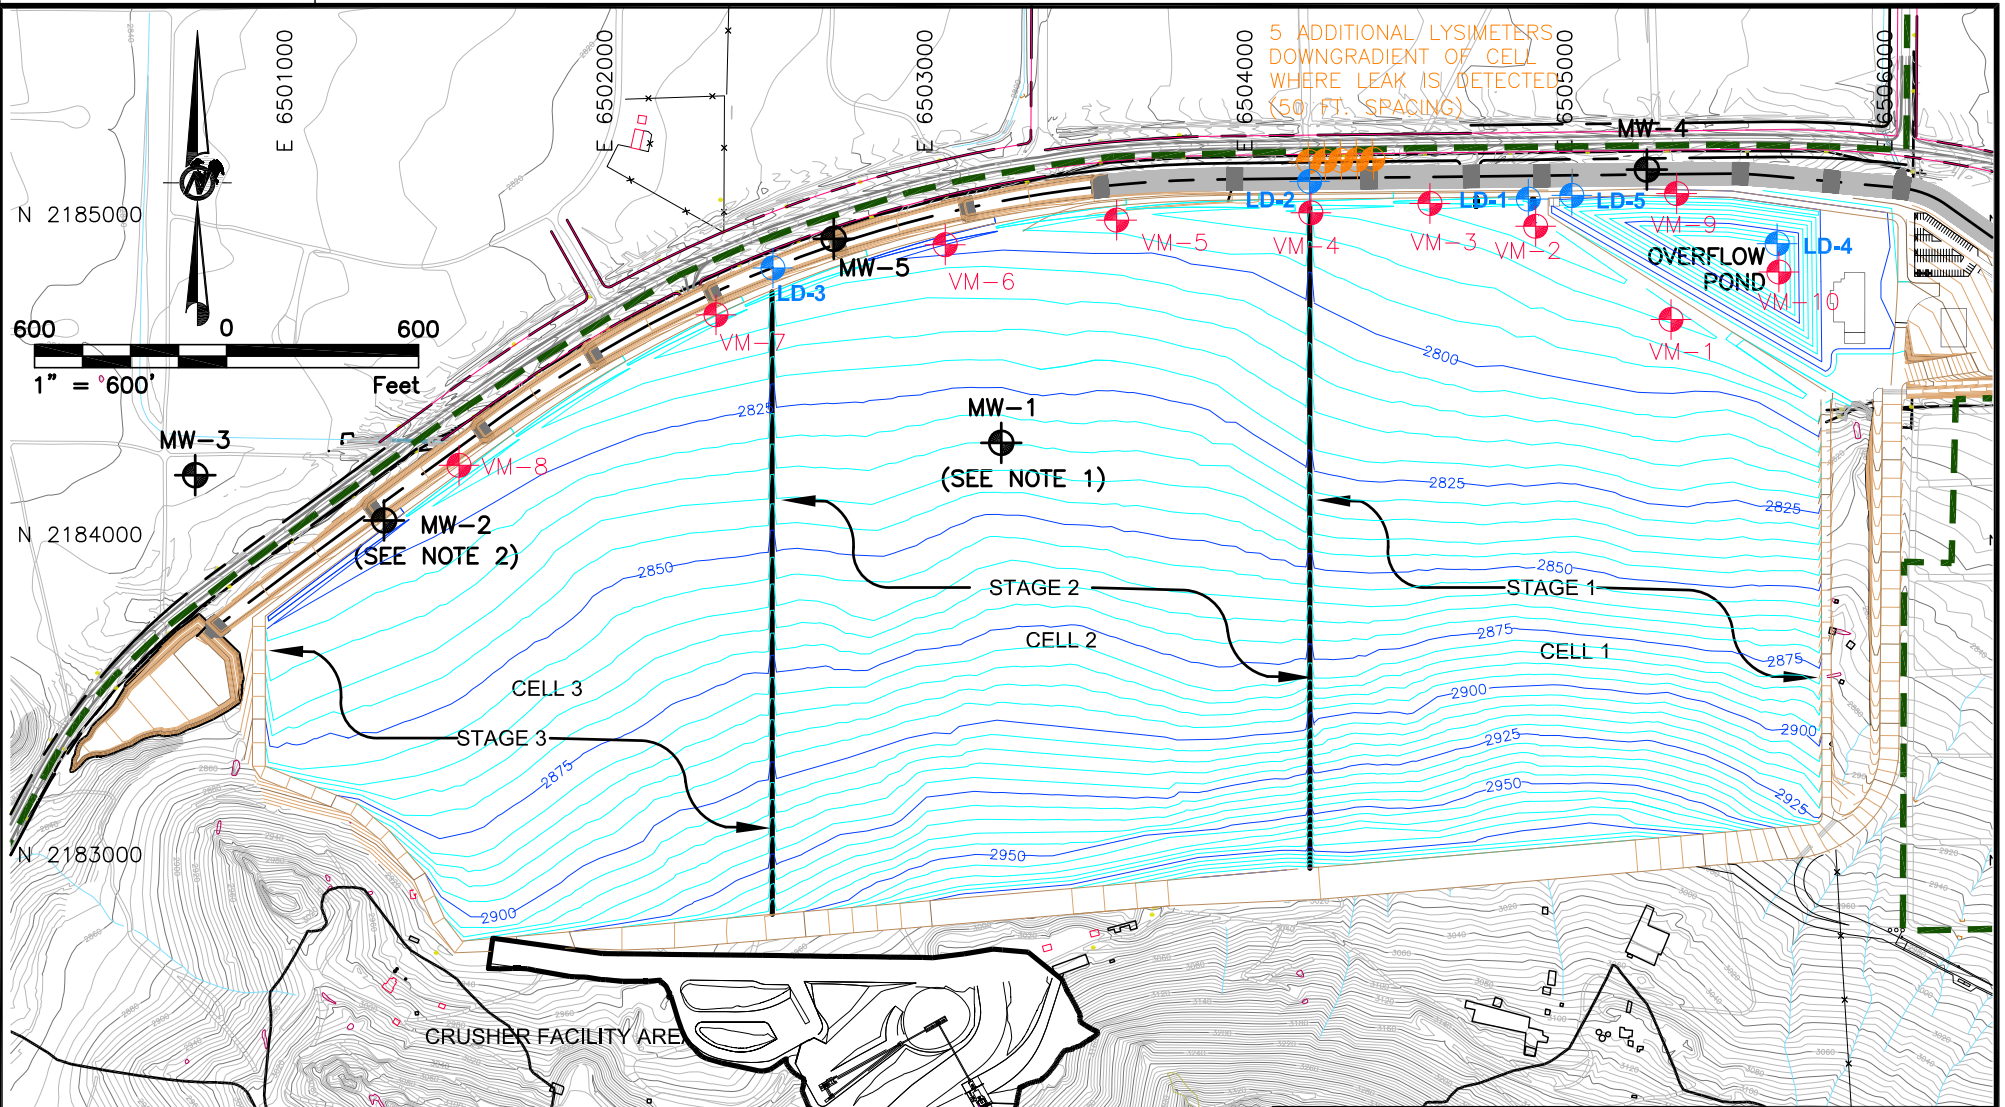 E 6501000
E 6502000
E 6503000
E 6504000
E 6505000
E 6506000
5 ADDITIONAL LYSIMETERS
DOWNGRADIENT OF CELL
WHERE LEAK IS DETECTED
(50 FT. SPACING)
MW-4
N
N 2185000
LD-2
LD-1
LD-5
VM-9
VM-5
VM-4
VM-3
VM-2
LD-4
OVERFLOW
POND
VM-10
MW-5
VM-6
LD-3
600 0 600
VM-7
VM-1
1" = 600' Feet
2800
2825
MW-1
MW-3
(SEE NOTE 1)
VM-8
2825
2825
MW-2
(SEE NOTE 2)
N 2184000
2850
2850
STAGE 2
STAGE 1
2875
CELL 2
CELL 1
2875
CELL 3
2900
2900
STAGE 3
2925
2875
2950
2925
N 2183000
2950
2900
CRUSHER FACILITY AREA